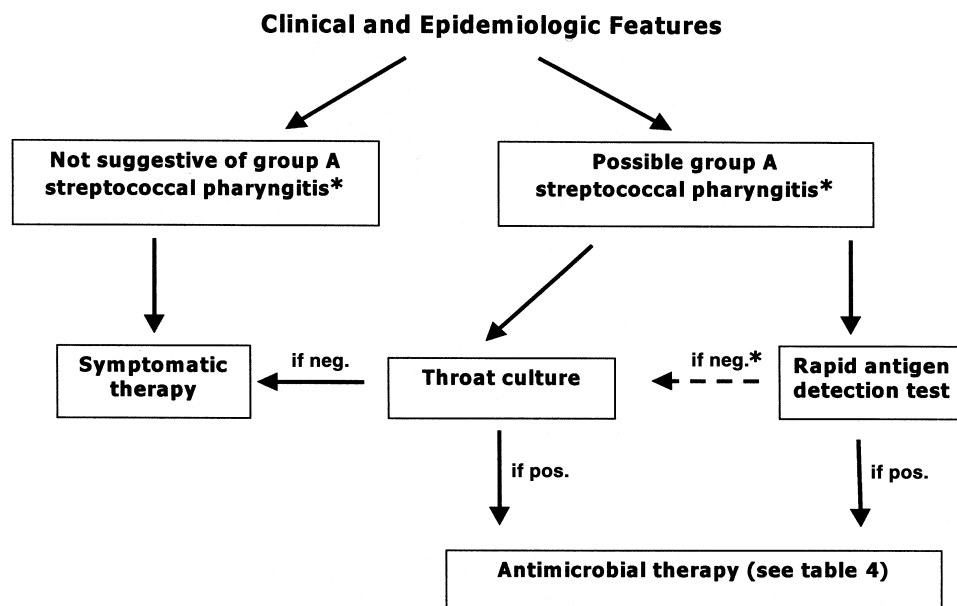 Clinical and Epidemiologic Features
Not suggestive of group A
streptococcal pharyngitis*
Possible group A
streptococcal pharyngitis*
Symptomatic
therapy
if neg.
Throat culture
if neg.*
Rapid antigen
detection test
if pos.
if pos.
Antimicrobial therapy (see table 4)